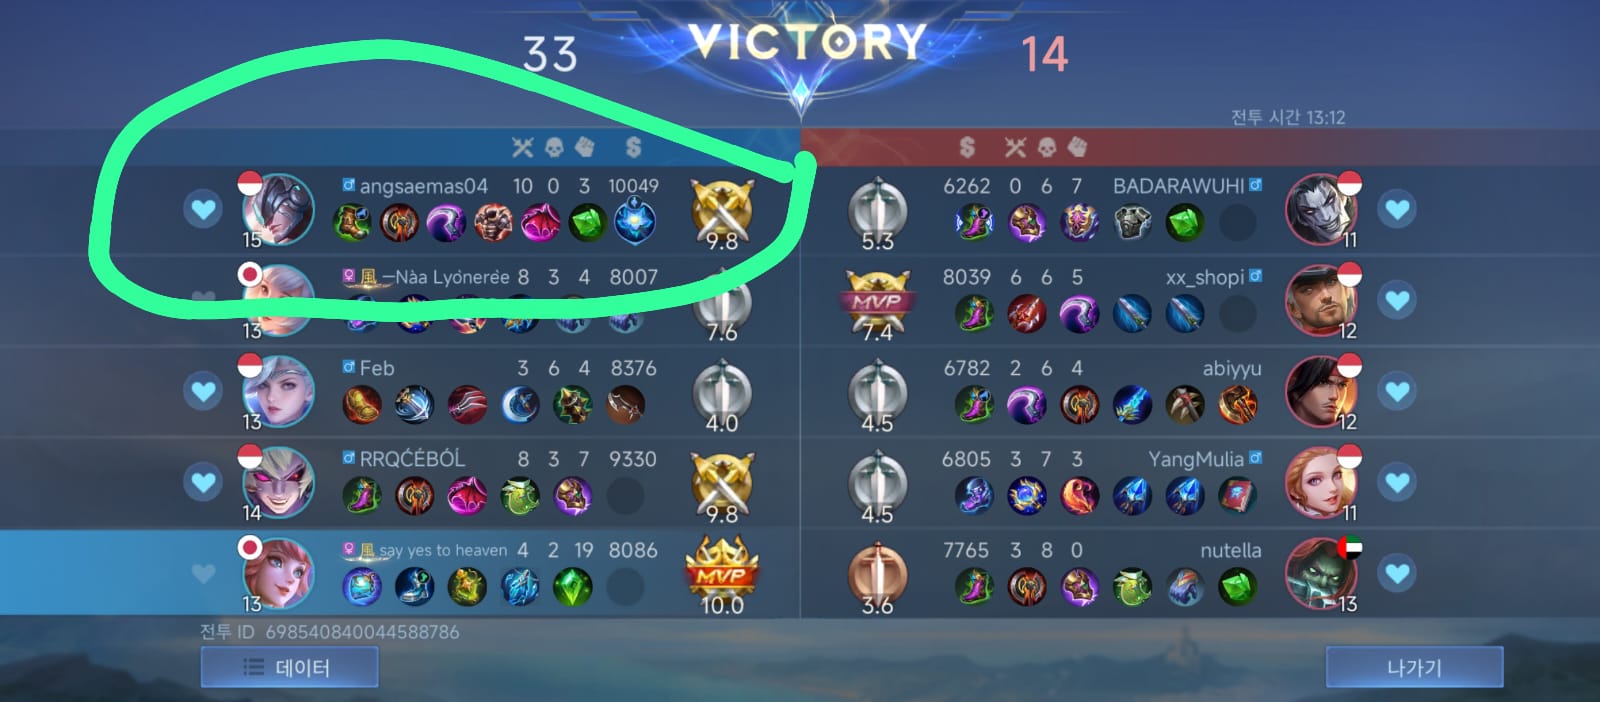 33 VICTORY 14
전투 시간 13:12
angsaemas04 10 0 3 10049
15 9.8
風 —Nàa Lyóneree 8 3 4 8007
13 7.6
Feb 3 6 4 8376
13 4.0
RRQĆÉBÓĹ 8 3 7 9330
14 9.8
風 say yes to heaven 4 2 19 8086
13 MVP 10.0
6262 0 6 7 BADARAWUHI
5.3 11
8039 6 6 5 xx_shopi
MVP 7.4 12
6782 2 6 4 abiyyu
4.5 12
6805 3 7 3 YangMulia
4.5 11
7765 3 8 0 nutella
3.6 13
전투 ID 698540840044588786
데이터 나가기